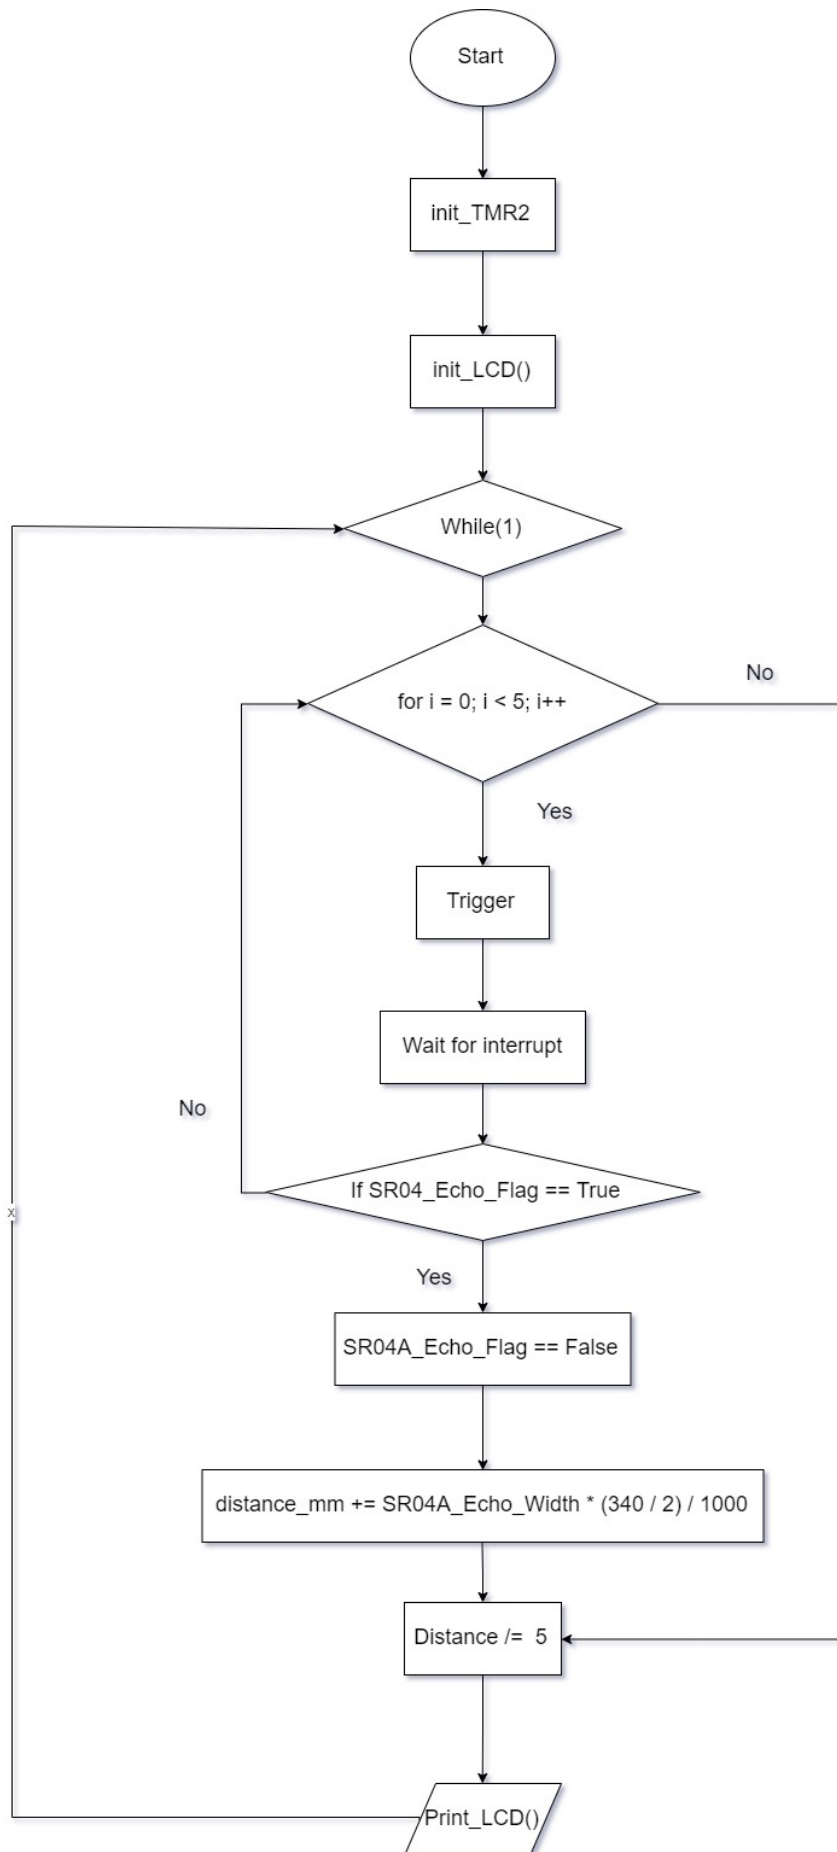 Start
init_TMR2
init_LCD()
While(1)
No
for i = 0; i < 5; i++
Yes
Trigger
Wait for interrupt
No
If SR04_Echo_Flag == True
x
Yes
SR04A_Echo_Flag == False
distance_mm += SR04A_Echo_Width * (340 / 2) / 1000
Distance /=  5
Print_LCD()